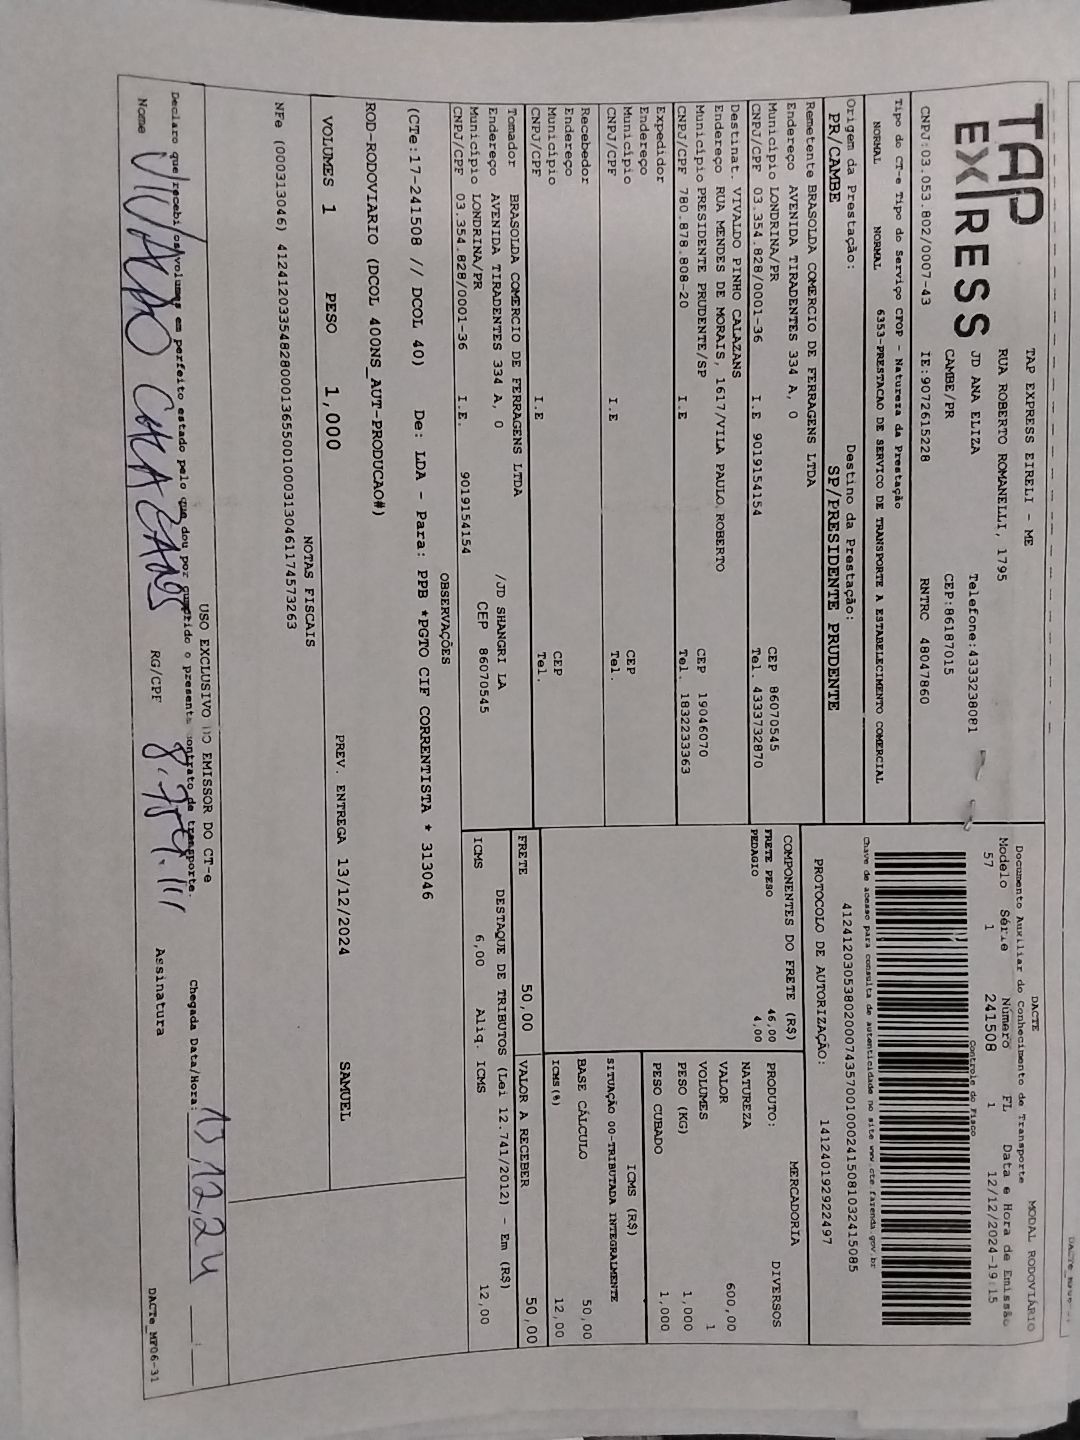 TAP EXPRESS
TAP EXPRESS EIRELI - ME
RUA ROBERTO ROMANELLI, 1795
JD ANA ELIZA Telefone:4333238081
CAMBE/PR CEP:86187015
CNPJ:03.053.802/0007-43 IE:9072615228 RNTRC 48047860
Tipo do CT-e Tipo do Serviço CFOP - Natureza da Prestação
NORMAL NORMAL 6353-PRESTACAO DE SERVICO DE TRANSPORTE A ESTABELECIMENTO COMERCIAL
Origem da Prestação: Destino da Prestação:
PR/CAMBE SP/PRESIDENTE PRUDENTE
Remetente BRASOLDA COMERCIO DE FERRAGENS LTDA
Endereço AVENIDA TIRADENTES 334 A, 0
Município LONDRINA/PR CEP 86070545
CNPJ/CPF 03.354.828/0001-36 I.E 9019154154 Tel. 4333732870
Destinat. VIVALDO PINHO CALAZANS
Endereço RUA MENDES DE MORAIS, 1617/VILA PAULO ROBERTO
Município PRESIDENTE PRUDENTE/SP CEP 19046070
CNPJ/CPF 780.878.808-20 I.E Tel. 1832233363
Expedidor
Endereço
Município CEP
CNPJ/CPF I.E Tel.
Recebedor
Endereço
Município CEP
CNPJ/CPF I.E Tel.
Tomador BRASOLDA COMERCIO DE FERRAGENS LTDA
Endereço AVENIDA TIRADENTES 334 A, 0 /JD SHANGRI LA
Município LONDRINA/PR CEP 86070545
CNPJ/CPF 03.354.828/0001-36 I.E. 9019154154
DACTE MODAL RODOVIÁRIO
Documento Auxiliar do Conhecimento de Transporte
Modelo Série Número FL Data e Hora de Emissão
57 1 241508 1 12/12/2024-19:15
Controle do Fisco
Chave de acesso para consulta de autenticidade no site www.cte.fazenda.gov.br
41241203053802000743570010002415081032415085
PROTOCOLO DE AUTORIZAÇÃO: 141240192922497
COMPONENTES DO FRETE (R$)
FRETE PESO 46,00
PEDAGIO 4,00
MERCADORIA
PRODUTO: DIVERSOS
NATUREZA
VALOR 600,00
VOLUMES 1
PESO (KG) 1,000
PESO CUBADO 1,000
ICMS (R$)
SITUAÇÃO 00-TRIBUTADA INTEGRALMENTE
BASE CÁLCULO 50,00
ICMS(%) 12,00
FRETE 50,00 VALOR A RECEBER 50,00
DESTAQUE DE TRIBUTOS (Lei 12.741/2012) - Em (R$)
ICMS 6,00 Aliq. ICMS 12,00
OBSERVAÇÕES
(CTe:17-241508 // DCOL 40) De: LDA - Para: PPB *PGTO CIF CORRENTISTA * 313046
ROD-RODOVIARIO (DCOL 400NS_AUT-PRODUCAO#)
VOLUMES 1 PESO 1,000 PREV. ENTREGA 13/12/2024 SAMUEL
NOTAS FISCAIS
NFe (000313046) 41241203354828000136550010003130461174573263
USO EXCLUSIVO DO EMISSOR DO CT-e
Declaro que recebi os volumes em perfeito estado pelo que dou por cumprido o presente contrato de transporte.
Chegada Data/Hora: 13/12/24 : 
Nome VIVALDO CALAZANS RG/CPF Assinatura
DACTe_MF06-31